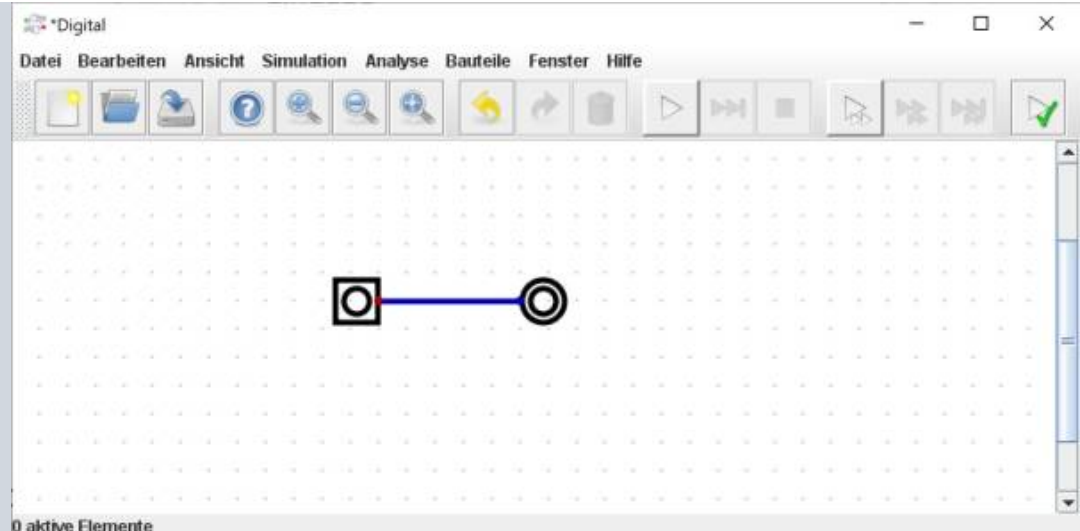 *Digital
Datei Bearbeiten Ansicht Simulation Analyse Bauteile Fenster Hilfe
0 aktive Elemente